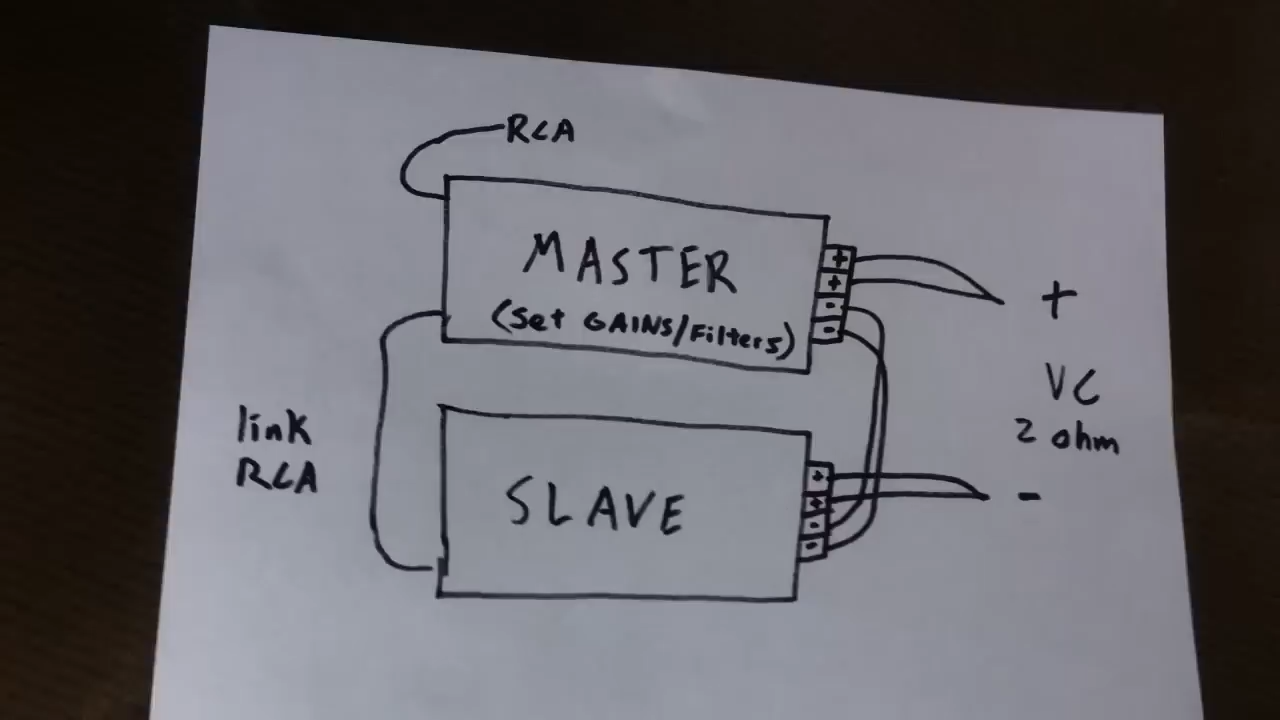 RCA
MASTER
(Set GAINS/Filters)
+
+
-
-
+
VC
2 ohm
link
RCA
SLAVE
+
+
-
-
-